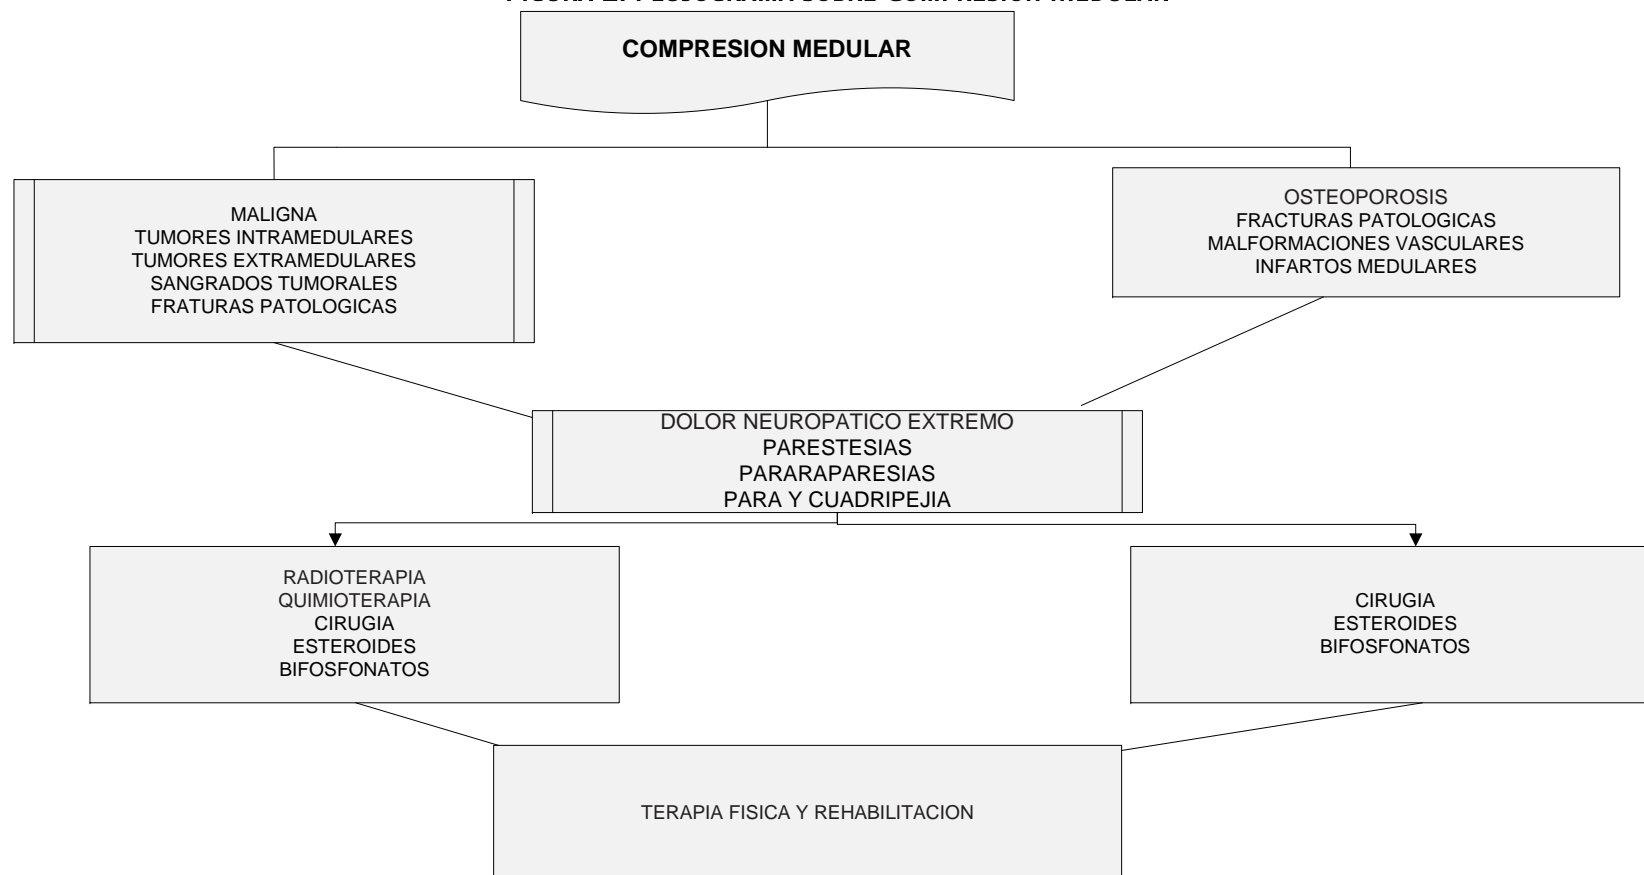 COMPRESION MEDULAR
MALIGNA
TUMORES INTRAMEDULARES
TUMORES EXTRAMEDULARES
SANGRADOS TUMORALES
FRATURAS PATOLOGICAS
OSTEOPOROSIS
FRACTURAS PATOLOGICAS
MALFORMACIONES VASCULARES
INFARTOS MEDULARES
DOLOR NEUROPATICO EXTREMO
PARESTESIAS
PARARAPARESIAS
PARA Y CUADRIPEJIA
RADIOTERAPIA
QUIMIOTERAPIA
CIRUGIA
ESTEROIDES
BIFOSFONATOS
CIRUGIA
ESTEROIDES
BIFOSFONATOS
TERAPIA FISICA Y REHABILITACION